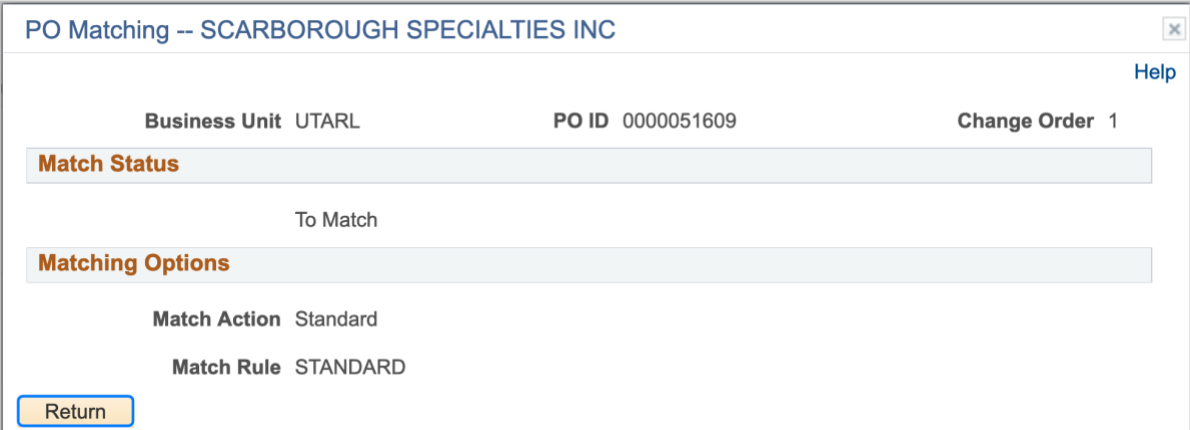 PO Matching -- SCARBOROUGH SPECIALTIES INC
Help
Business Unit UTARL PO ID 0000051609 Change Order 1
Match Status
To Match
Matching Options
Match Action Standard
Match Rule STANDARD
Return